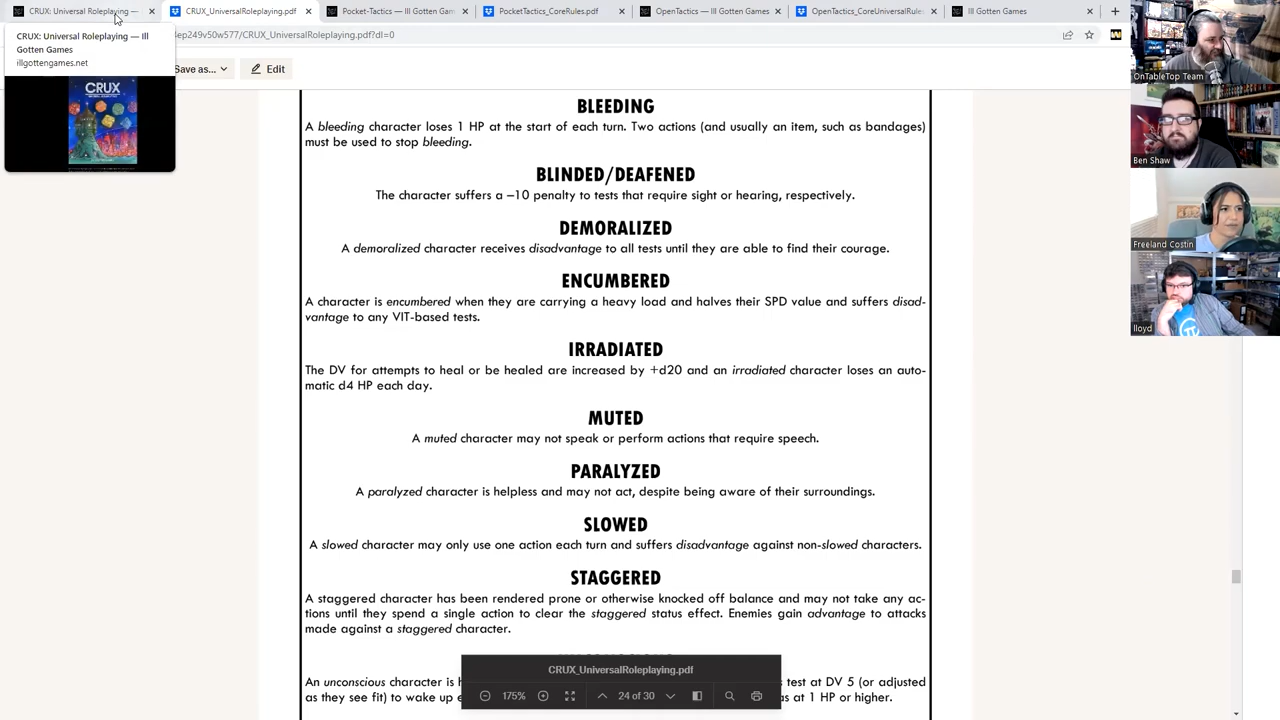 CRUX: Universal Roleplaying —
CRUX_UniversalRoleplaying.pdf
Pocket-Tactics — Ill Gotten Gam
PocketTactics_CoreRules.pdf
OpenTactics — Ill Gotten Games
OpenTactics_CoreUniversalRules
Ill Gotten Games
CRUX: Universal Roleplaying — Ill
Gotten Games
illgottengames.net
ep249v50w577/CRUX_UniversalRoleplaying.pdf?dl=0
Save as...
Edit
CRUX
BLEEDING
A bleeding character loses 1 HP at the start of each turn. Two actions (and usually an item, such as bandages)
must be used to stop bleeding.
BLINDED/DEAFENED
The character suffers a –10 penalty to tests that require sight or hearing, respectively.
DEMORALIZED
A demoralized character receives disadvantage to all tests until they are able to find their courage.
ENCUMBERED
A character is encumbered when they are carrying a heavy load and halves their SPD value and suffers disad-
vantage to any VIT-based tests.
IRRADIATED
The DV for attempts to heal or be healed are increased by +d20 and an irradiated character loses an auto-
matic d4 HP each day.
MUTED
A muted character may not speak or perform actions that require speech.
PARALYZED
A paralyzed character is helpless and may not act, despite being aware of their surroundings.
SLOWED
A slowed character may only use one action each turn and suffers disadvantage against non-slowed characters.
STAGGERED
A staggered character has been rendered prone or otherwise knocked off balance and may not take any ac-
tions until they spend a single action to clear the staggered status effect. Enemies gain advantage to attacks
made against a staggered character.
An unconscious character is
test at DV 5 (or adjusted
as they see fit) to wake up
as at 1 HP or higher.
CRUX_UniversalRoleplaying.pdf
175%
24 of 30
OnTableTop Team
Ben Shaw
Freeland Costin
lloyd